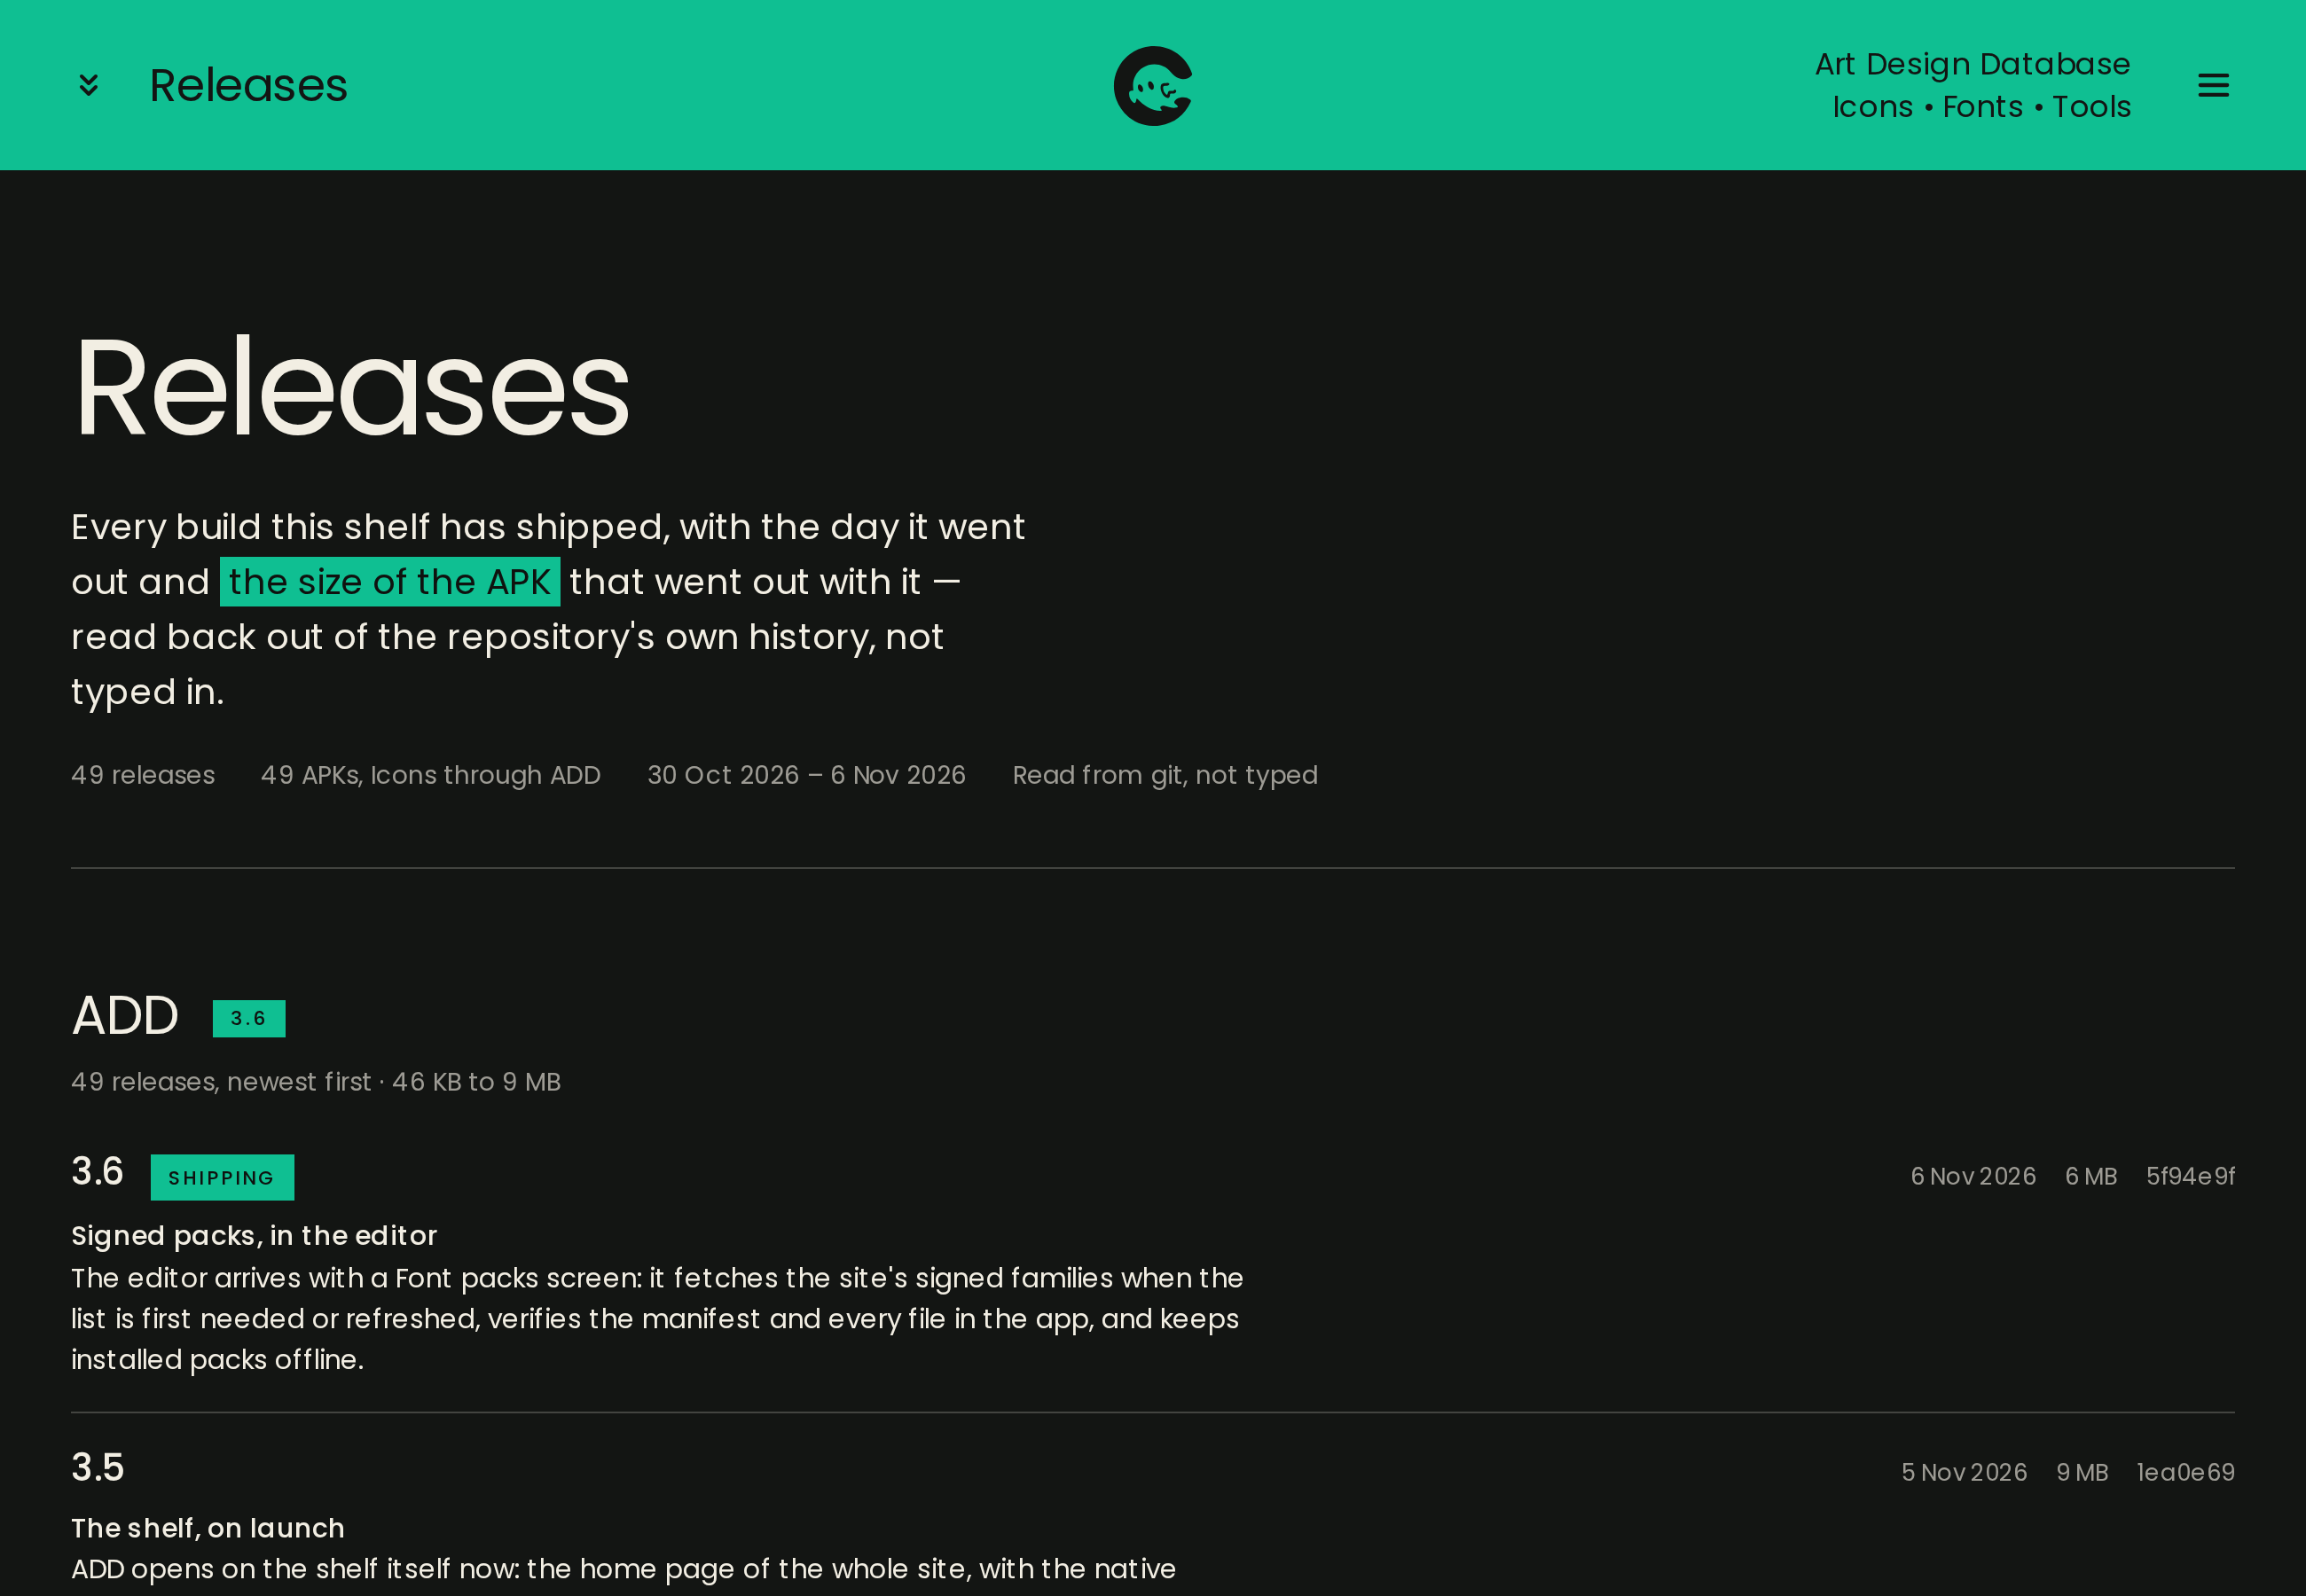 Releases
Art Design Database
Icons • Fonts • Tools
Releases
Every build this shelf has shipped, with the day it went
out and the size of the APK that went out with it —
read back out of the repository's own history, not
typed in.
49 releases 49 APKs, Icons through ADD 30 Oct 2026 – 6 Nov 2026 Read from git, not typed
ADD 3.6
49 releases, newest first · 46 KB to 9 MB
3.6 SHIPPING 6 Nov 2026 6 MB 5f94e9f
Signed packs, in the editor
The editor arrives with a Font packs screen: it fetches the site's signed families when the
list is first needed or refreshed, verifies the manifest and every file in the app, and keeps
installed packs offline.
3.5 5 Nov 2026 9 MB 1ea0e69
The shelf, on launch
ADD opens on the shelf itself now: the home page of the whole site, with the native